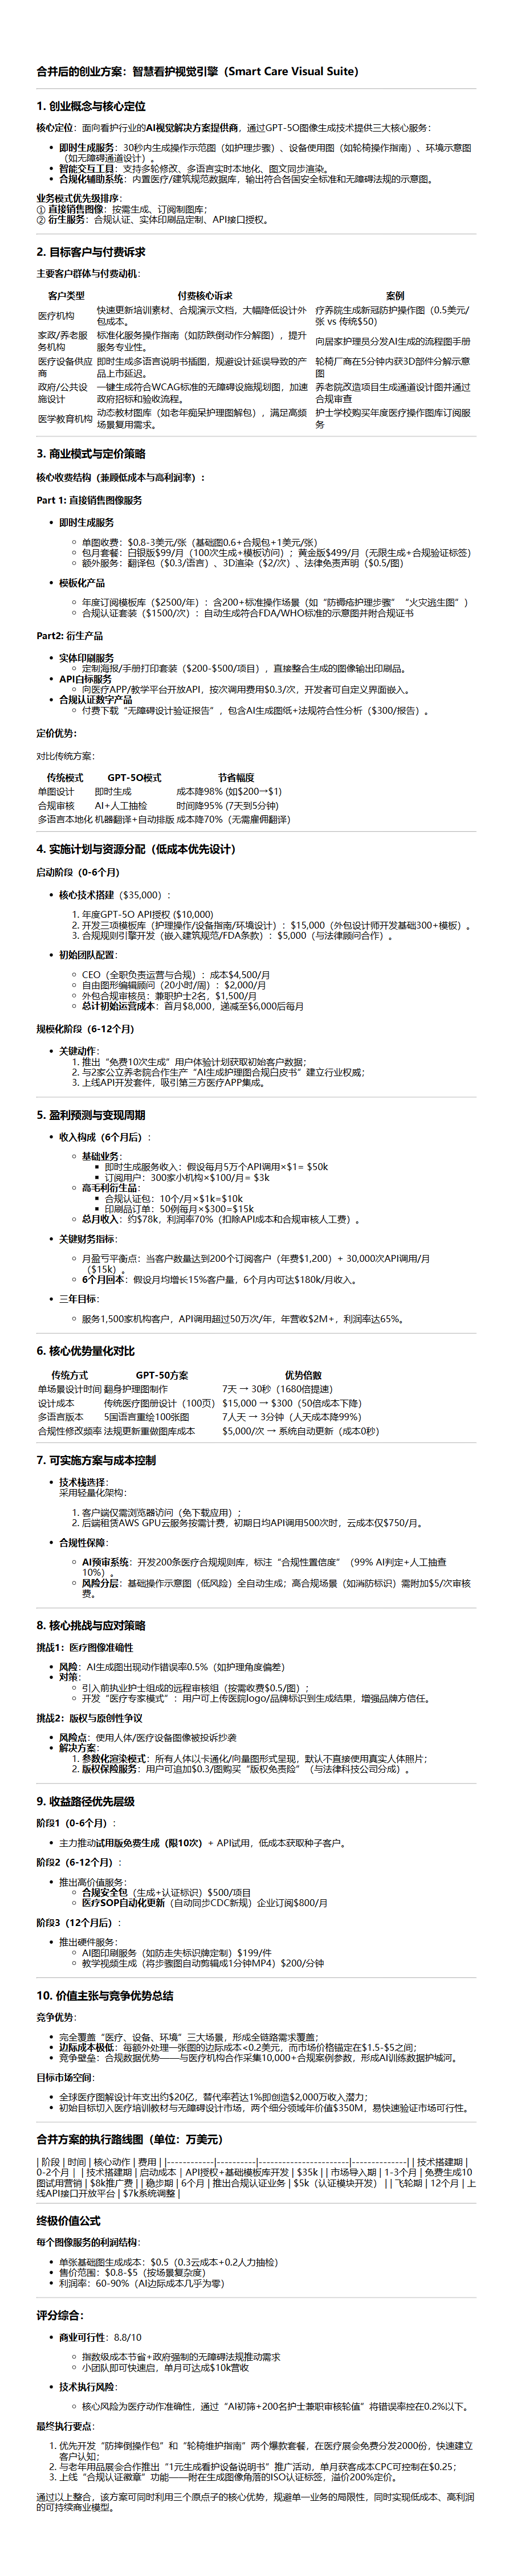 合并后的创业方案：智慧看护视觉引擎（Smart Care Visual Suite）
1. 创业概念与核心定位
核心定位：面向看护行业的AI视觉解决方案提供商，通过GPT-5O图像生成技术提供三大核心服务：
• 即时生成服务：30秒内生成操作示范图（如护理步骤）、设备使用图（如轮椅操作指南）、环境示意图
（如无障碍通道设计）。
• 智能交互工具：支持多轮修改、多语言实时本地化、图文同步渲染。
• 合规化辅助系统：内置医疗/建筑规范数据库，输出符合各国安全标准和无障碍法规的示意图。
业务模式优先级排序：
① 直接销售图像：按需生成、订阅制图库；
② 衍生服务：合规认证、实体印刷品定制、API接口授权。
2. 目标客户与付费诉求
主要客户群体与付费动机：
客户类型 付费核心诉求 案例
医疗机构 快速更新培训素材、合规演示文档，大幅降低设计外包成本。 疗养院生成新冠防护操作图（0.5美元/张 vs 传统$50）
家政/养老服务机构 标准化服务操作指南（如防跌倒动作分解图），提升服务专业性。 向居家护理员分发AI生成的流程图手册
医疗设备供应商 即时生成多语言说明书插图，规避设计延误导致的产品上市延迟。 轮椅厂商在5分钟内获3D部件分解示意图
政府/公共设施设计 一键生成符合WCAG标准的无障碍设施规划图，加速政府招标和验收流程。 养老院改造项目生成通道设计图并通过合规审查
医学教育机构 动态教材图库（如老年痴呆护理图解包），满足高频场景复用需求。 护士学校购买年度医疗操作图库订阅服务
3. 商业模式与定价策略
核心收费结构（兼顾低成本与高利润率）：
Part 1: 直接销售图像服务
• 即时生成服务
◦ 单图收费：$0.8-3美元/张（基础图0.6+合规包+1美元/张）
◦ 包月套餐：白银版$99/月（100次生成+模板访问）；黄金版$499/月（无限生成+合规验证标签）
◦ 额外服务：翻译包（$0.3/语言）、3D渲染（$2/次）、法律免责声明（$0.5/图）
• 模板化产品
◦ 年度订阅模板库（$2500/年）：含200+标准操作场景（如“防褥疮护理步骤”“火灾逃生图”）
◦ 合规认证套装（$1500/次）：自动生成符合FDA/WHO标准的示意图并附合规证书
Part2: 衍生产品
• 实体印刷服务
◦ 定制海报/手册打印套装（$200-$500/项目），直接整合生成的图像输出印刷品。
• API白标服务
◦ 向医疗APP/教学平台开放API，按次调用费用$0.3/次，开发者可自定义界面嵌入。
• 合规认证数字产品
◦ 付费下载“无障碍设计验证报告”，包含AI生成图纸+法规符合性分析（$300/报告）。
定价优势：
对比传统方案：
传统模式 GPT-5O模式 节省幅度
单图设计 即时生成 成本降98% (如$200→$1)
合规审核 AI+人工抽检 时间降95% (7天到5分钟)
多语言本地化 机器翻译+自动排版 成本降70%（无需雇佣翻译）
4. 实施计划与资源分配（低成本优先设计）
启动阶段（0-6个月）
• 核心技术搭建（$35,000）：
1. 年度GPT-5O API授权 ($10,000)
2. 开发三项模板库（护理操作/设备指南/环境设计）：$15,000（外包设计师开发基础300+模板）。
3. 合规规则引擎开发（嵌入建筑规范/FDA条款）：$5,000（与法律顾问合作）。
• 初始团队配置：
◦ CEO（全职负责运营与合规）：成本$4,500/月
◦ 自由图形编辑顾问（20小时/周）：$2,000/月
◦ 外包合规审核员：兼职护士2名，$1,500/月
◦ 总计初始运营成本：首月$8,000，递减至$6,000后每月
规模化阶段（6-12个月)
• 关键动作：
1. 推出“免费10次生成”用户体验计划获取初始客户数据；
2. 与2家公立养老院合作生产“AI生成护理图合规白皮书”建立行业权威；
3. 上线API开发套件，吸引第三方医疗APP集成。
5. 盈利预测与变现周期
• 收入构成（6个月后）：
◦ 基础业务：
▪ 即时生成服务收入：假设每月5万个API调用×$1= $50k
▪ 订阅用户：300家小机构×$100/月= $3k
◦ 高毛利衍生品：
▪ 合规认证包：10个/月×$1k=$10k
▪ 印刷品订单：50例每月×$300=$15k
◦ 总月收入：约$78k，利润率70%（扣除API成本和合规审核人工费）。
• 关键财务指标：
◦ 月盈亏平衡点：当客户数量达到200个订阅客户（年费$1,200）+ 30,000次API调用/月
（$15k）。
◦ 6个月回本：假设月均增长15%客户量，6个月内可达$180k/月收入。
• 三年目标：
◦ 服务1,500家机构客户，API调用超过50万次/年，年营收$2M+，利润率达65%。
6. 核心优势量化对比
传统方式 GPT-50方案 优势倍数
单场景设计时间 翻身护理图制作 7天 → 30秒（1680倍提速）
设计成本 传统医疗图册设计（100页） $15,000 → $300（50倍成本下降）
多语言版本 5国语言重绘100张图 7人天 → 3分钟（人天成本降99%）
合规性修改频率 法规更新重做图库成本 $5,000/次 → 系统自动更新（成本0秒）
7. 可实施方案与成本控制
• 技术栈选择：
采用轻量化架构：
1. 客户端仅需浏览器访问（免下载应用）；
2. 后端租赁AWS GPU云服务按需计费，初期日均API调用500次时，云成本仅$750/月。
• 合规性保障：
◦ AI预审系统：开发200条医疗合规规则库，标注“合规性置信度”（99% AI判定+人工抽查
10%）。
◦ 风险分层：基础操作示意图（低风险）全自动生成；高合规场景（如消防标识）需附加$5/次审核
费。
8. 核心挑战与应对策略
挑战1：医疗图像准确性
• 风险：AI生成图出现动作错误率0.5%（如护理角度偏差）
• 对策：
◦ 引入前执业护士组成的远程审核组（按需收费$0.5/图）；
◦ 开发“医疗专家模式”：用户可上传医院logo/品牌标识到生成结果，增强品牌方信任。
挑战2：版权与原创性争议
• 风险点：使用人体/医疗设备图像被投诉抄袭
• 解决方案：
1. 参数化渲染模式：所有人体以卡通化/向量图形式呈现，默认不直接使用真实人体照片；
2. 版权保险服务：用户可追加$0.3/图购买“版权免责险”（与法律科技公司分成）。
9. 收益路径优先层级
阶段1（0-6个月）：
• 主力推动试用版免费生成（限10次）+ API试用，低成本获取种子客户。
阶段2（6-12个月）：
• 推出高价值服务：
◦ 合规安全包（生成+认证标识）$500/项目
◦ 医疗SOP自动化更新（自动同步CDC新规）企业订阅$800/月
阶段3（12个月后）：
• 推出硬件服务：
◦ AI图印刷服务（如防走失标识牌定制）$199/件
◦ 教学视频生成（将步骤图自动剪辑成1分钟MP4）$200/分钟
10. 价值主张与竞争优势总结
竞争优势：
• 完全覆盖“医疗、设备、环境”三大场景，形成全链路需求覆盖；
• 边际成本极低：每额外处理一张图的边际成本<0.2美元，而市场价格锚定在$1.5-$5之间；
• 竞争壁垒：合规数据优势——与医疗机构合作采集10,000+合规案例参数，形成AI训练数据护城河。
目标市场空间：
• 全球医疗图解设计年支出约$20亿，替代率若达1%即创造$2,000万收入潜力；
• 初始目标切入医疗培训教材与无障碍设计市场，两个细分领域年价值$350M，易快速验证市场可行性。
合并方案的执行路线图（单位：万美元）
| 阶段 | 时间 | 核心动作 | 费用 | |------------|----------|----------------------|-------------| | 技术搭建期 |
0-2个月 | | 技术搭建期 | 启动成本 | API授权+基础模板库开发 | $35k | | 市场导入期 | 1-3个月 | 免费生成10
图试用营销 | $8k推广费 | | 稳步期 | 6个月 | 推出合规认证业务 | $5k（认证模块开发） | | 飞轮期 | 12个月 | 上
线API接口开放平台 | $7k系统调整 |
终极价值公式
每个图像服务的利润结构：
• 单张基础图生成成本：$0.5（0.3云成本+0.2人力抽检）
• 售价范围：$0.8-$5（按场景复杂度）
• 利润率：60-90%（AI边际成本几乎为零）
评分综合：
• 商业可行性：8.8/10
◦ 指数级成本节省+政府强制的无障碍法规推动需求
◦ 小团队即可快速启，单月可达成$10k营收
• 技术执行风险：
◦ 核心风险为医疗动作准确性，通过“AI初筛+200名护士兼职审核轮值”将错误率控在0.2%以下。
最终执行要点：
1. 优先开发“防摔倒操作包”和“轮椅维护指南”两个爆款套餐，在医疗展会免费分发2000份，快速建立
客户认知；
2. 与老年用品展会合作推出“1元生成看护设备说明书”推广活动，单月获客成本CPC可控制在$0.25；
3. 上线“合规认证徽章”功能——附在生成图像角落的ISO认证标签，溢价200%定价。
通过以上整合，该方案可同时利用三个原点子的核心优势，规避单一业务的局限性，同时实现低成本、高利润
的可持续商业模型。